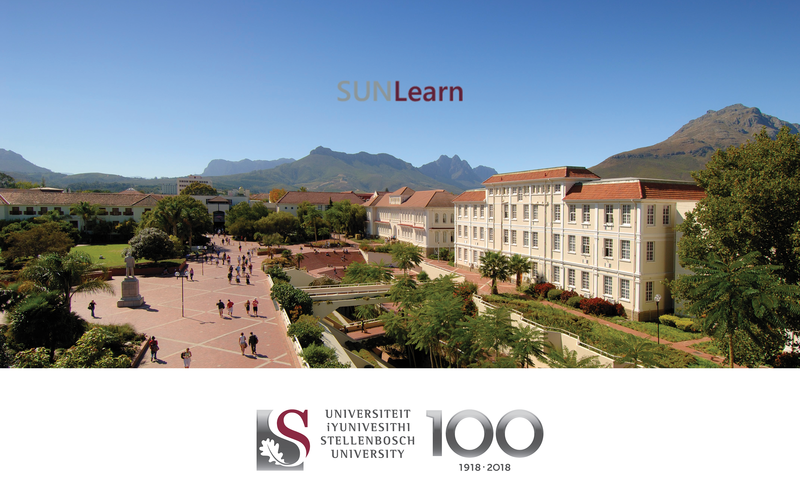 SUNLearn
UNIVERSITEIT
iYUNIVESITHI
STELLENBOSCH
UNIVERSITY
100
1918 · 2018